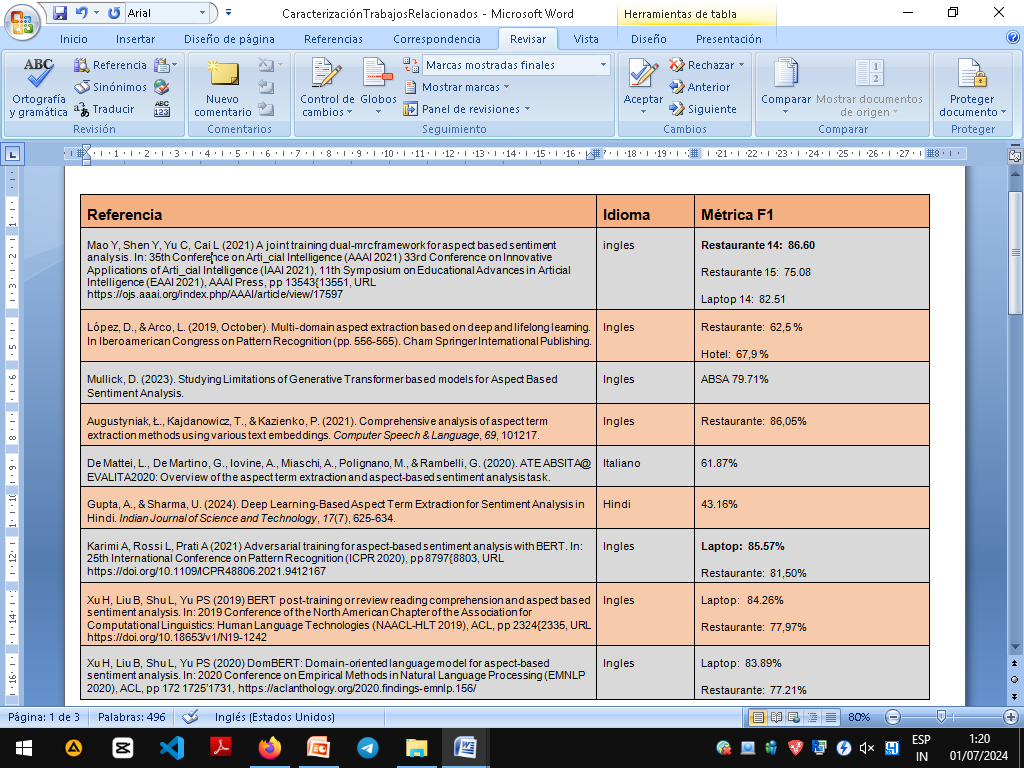 Arial
CaracterizaciónTrabajosRelacionados - Microsoft Word
Herramientas de tabla
Inicio
Insertar
Diseño de página
Referencias
Correspondencia
Revisar
Vista
Diseño
Presentación
ABC
Ortografía y gramática
Referencia
Sinónimos
Traducir
ABC
123
Revisión
Nuevo comentario
Comentarios
Control de cambios
Globos
Marcas mostradas finales
Mostrar marcas
Panel de revisiones
Seguimiento
Aceptar
Rechazar
Anterior
Siguiente
Cambios
Comparar
Mostrar documentos de origen
Comparar
Proteger documento
Proteger
Referencia
Idioma
Métrica F1
Mao Y, Shen Y, Yu C, Cai L (2021) A joint training dual-mrc framework for aspect based sentiment
analysis. In: 35th Conference on Arti_cial Intelligence (AAAI 2021) 33rd Conference on Innovative
Applications of Arti_cial Intelligence (IAAI 2021), 11th Symposium on Educational Advances in Articial
Intelligence (EAAI 2021), AAAI Press, pp 13543{13551, URL
https://ojs.aaai.org/index.php/AAAI/article/view/17597
ingles
Restaurante 14: 86.60
Restaurante 15: 75.08
Laptop 14: 82.51
López, D., & Arco, L. (2019, October). Multi-domain aspect extraction based on deep and lifelong learning.
In Iberoamerican Congress on Pattern Recognition (pp. 556-565). Cham Springer International Publishing.
Ingles
Restaurante: 62,5 %
Hotel: 67,9 %
Mullick, D. (2023). Studying Limitations of Generative Transformer based models for Aspect Based
Sentiment Analysis.
Ingles
ABSA 79.71%
Augustyniak, Ł., Kajdanowicz, T., & Kazienko, P. (2021). Comprehensive analysis of aspect term
extraction methods using various text embeddings. Computer Speech & Language, 69, 101217.
Ingles
Restaurante: 86,05%
De Mattei, L., De Martino, G., Iovine, A., Miaschi, A., Polignano, M., & Rambelli, G. (2020). ATE ABSITA@
EVALITA2020: Overview of the aspect term extraction and aspect-based sentiment analysis task.
Italiano
61.87%
Gupta, A., & Sharma, U. (2024). Deep Learning-Based Aspect Term Extraction for Sentiment Analysis in
Hindi. Indian Journal of Science and Technology, 17(7), 625-634.
Hindi
43.16%
Karimi A, Rossi L, Prati A (2021) Adversarial training for aspect-based sentiment analysis with BERT. In:
25th International Conference on Pattern Recognition (ICPR 2020), pp 8797{8803, URL
https://doi.org/10.1109/ICPR48806.2021.9412167
Ingles
Laptop: 85.57%
Restaurante: 81,50%
Xu H, Liu B, Shu L, Yu PS (2019) BERT post-training or review reading comprehension and aspect based
sentiment analysis. In: 2019 Conference of the North American Chapter of the Association for
Computational Linguistics: Human Language Technologies (NAACL-HLT 2019), ACL, pp 2324{2335, URL
https://doi.org/10.18653/v1/N19-1242
Ingles
Laptop: 84.26%
Restaurante: 77,97%
Xu H, Liu B, Shu L, Yu PS (2020) DomBERT: Domain-oriented language model for aspect-based
sentiment analysis. In: 2020 Conference on Empirical Methods in Natural Language Processing (EMNLP
2020), ACL, pp 172 1725'1731, https://aclanthology.org/2020.findings-emnlp.156/
Ingles
Laptop: 83.89%
Restaurante: 77.21%
Página: 1 de 3
Palabras: 496
Inglés (Estados Unidos)
80%
ESP
IN
1:20
01/07/2024